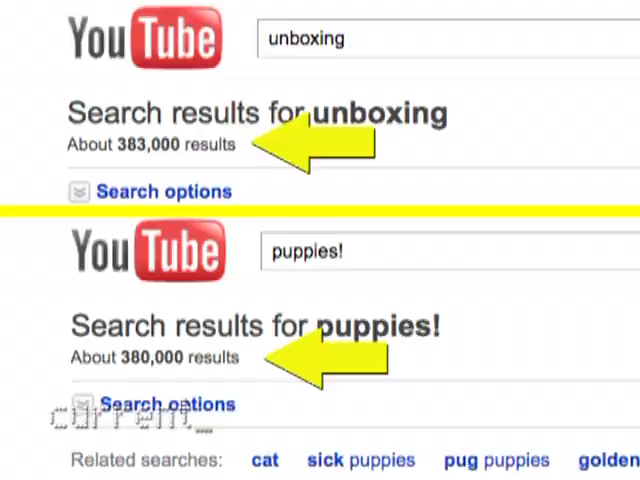 YouTube
unboxing
Search results for unboxing
About 383,000 results
Search options
YouTube
puppies!
Search results for puppies!
About 380,000 results
Search options
current_
Related searches: cat sick puppies pug puppies golden